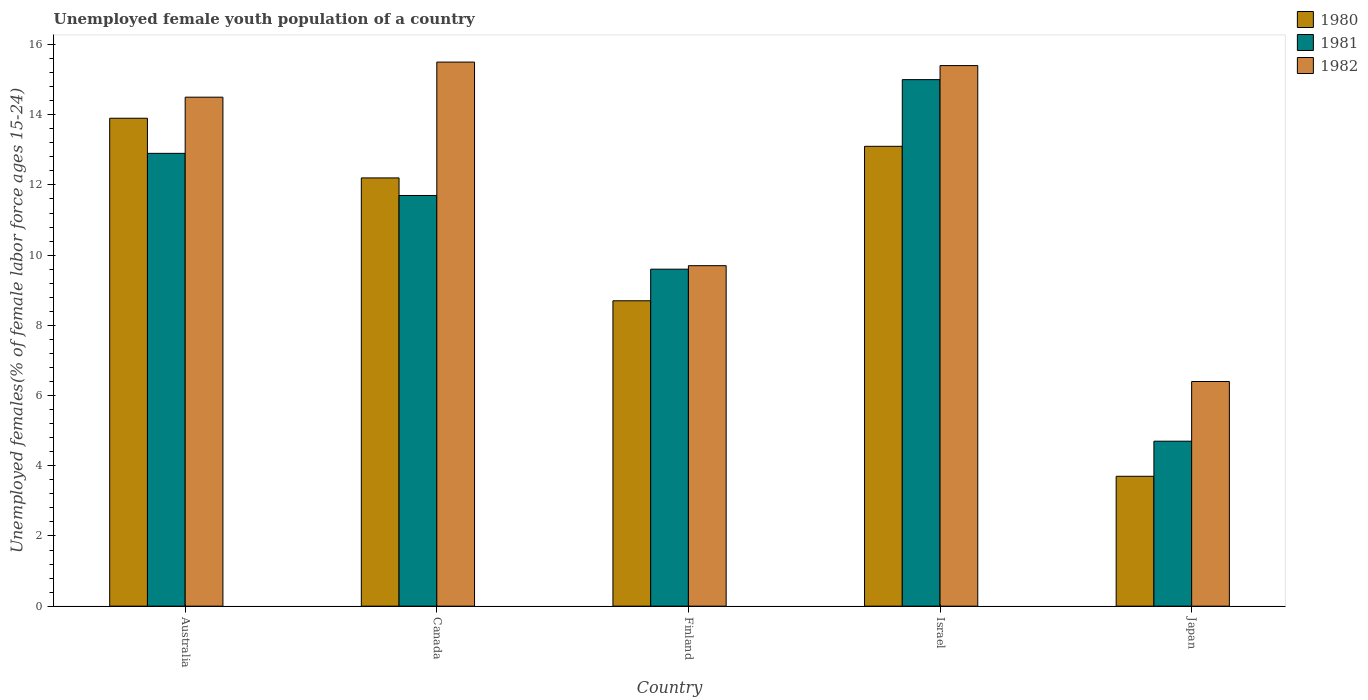 Unemployed female youth population of a country
1980
1981
1982
Unemployed females(% of female labor force ages 15-24)
16
14
12
10
8
6
4
2
0
Australia
Canada
Finland
Israel
Japan
Country